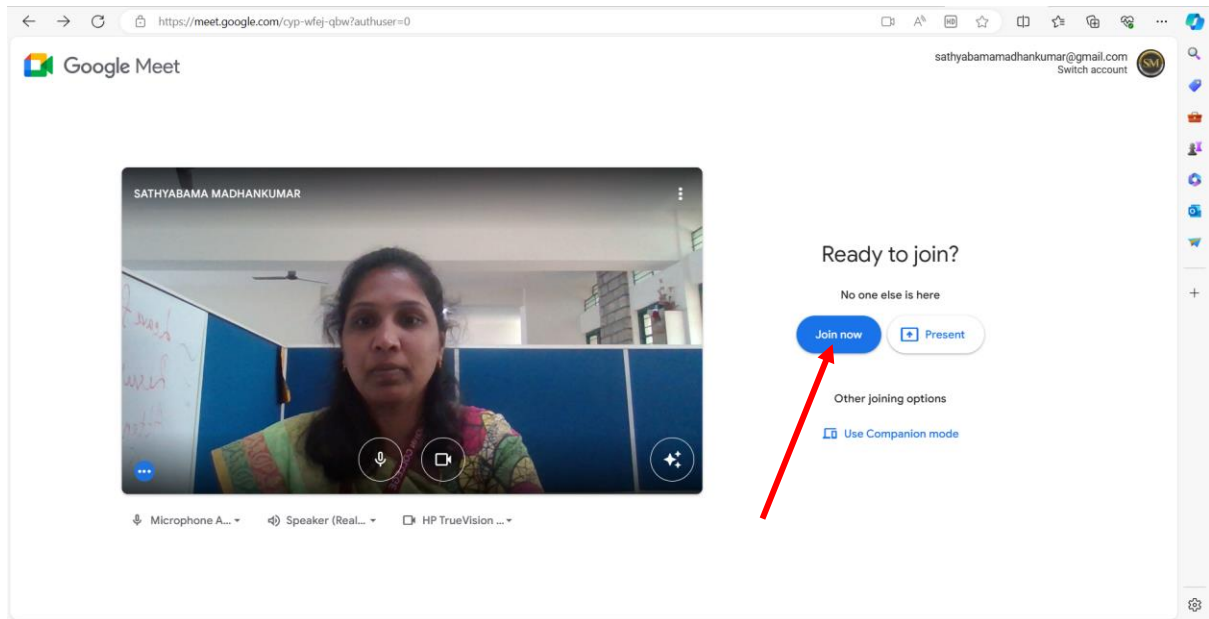 https://meet.google.com/cyp-wfej-qbw?authuser=0
Google Meet
sathyabamamadhankumar@gmail.com
Switch account
SM
SATHYABAMA MADHANKUMAR
Ready to join?
No one else is here
Join now
Present
Other joining options
Use Companion mode
Microphone A...
Speaker (Real...
HP TrueVision ...